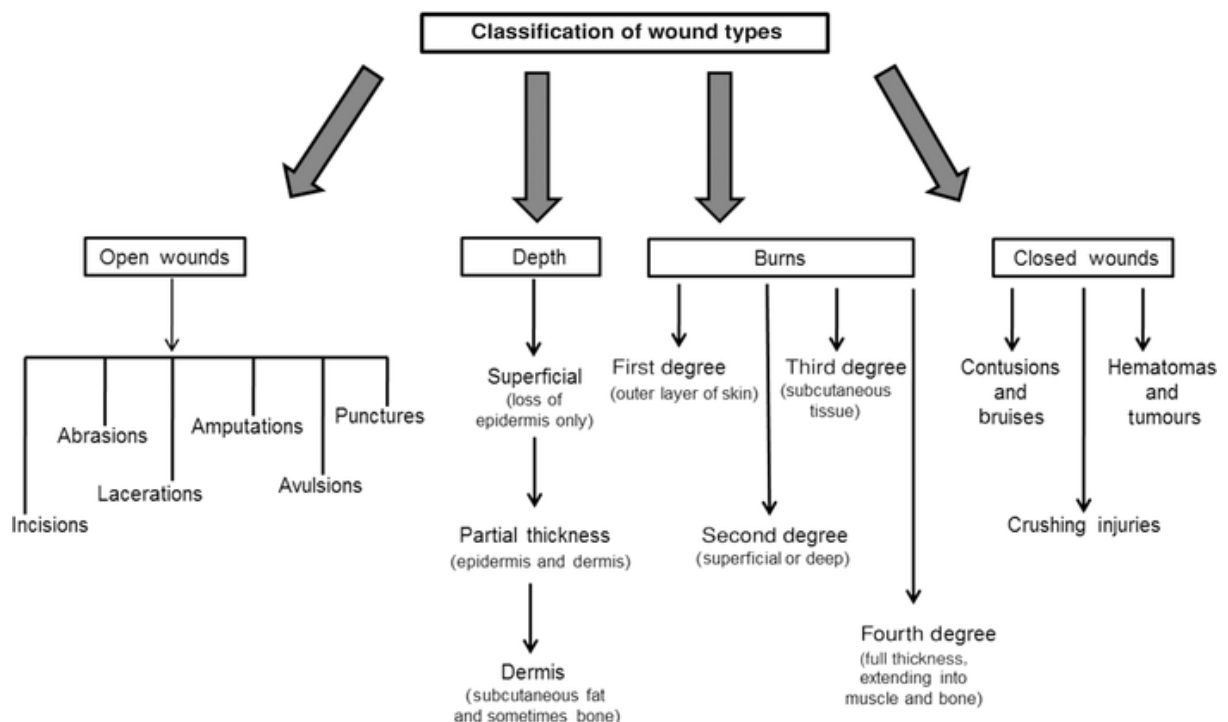 Classification of wound types
Open wounds
Depth
Burns
Closed wounds
Incisions
Abrasions
Lacerations
Amputations
Avulsions
Punctures
Superficial
(loss of
epidermis only)
Partial thickness
(epidermis and dermis)
Dermis
(subcutaneous fat
and sometimes bone)
First degree
(outer layer of skin)
Second degree
(superficial or deep)
Third degree
(subcutaneous
tissue)
Fourth degree
(full thickness,
extending into
muscle and bone)
Contusions
and
bruises
Crushing injuries
Hematomas
and
tumours